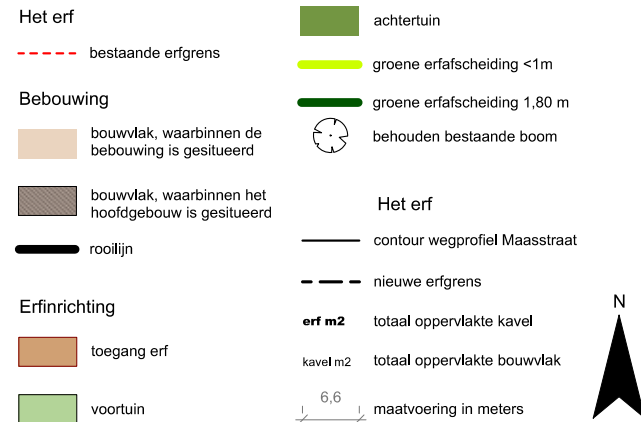 Het erf
bestaande erfgrens
Bebouwing
bouwvlak, waarbinnen de
bebouwing is gesitueerd
bouwvlak, waarbinnen het
hoofdgebouw is gesitueerd
rooilijn
Erfinrichting
toegang erf
voortuin
achtertuin
groene erfafscheiding <1m
groene erfafscheiding 1,80 m
behouden bestaande boom
Het erf
contour wegprofiel Maasstraat
nieuwe erfgrens
erf m2 totaal oppervlakte kavel
kavel m2 totaal oppervlakte bouwvlak
6,6
maatvoering in meters
N